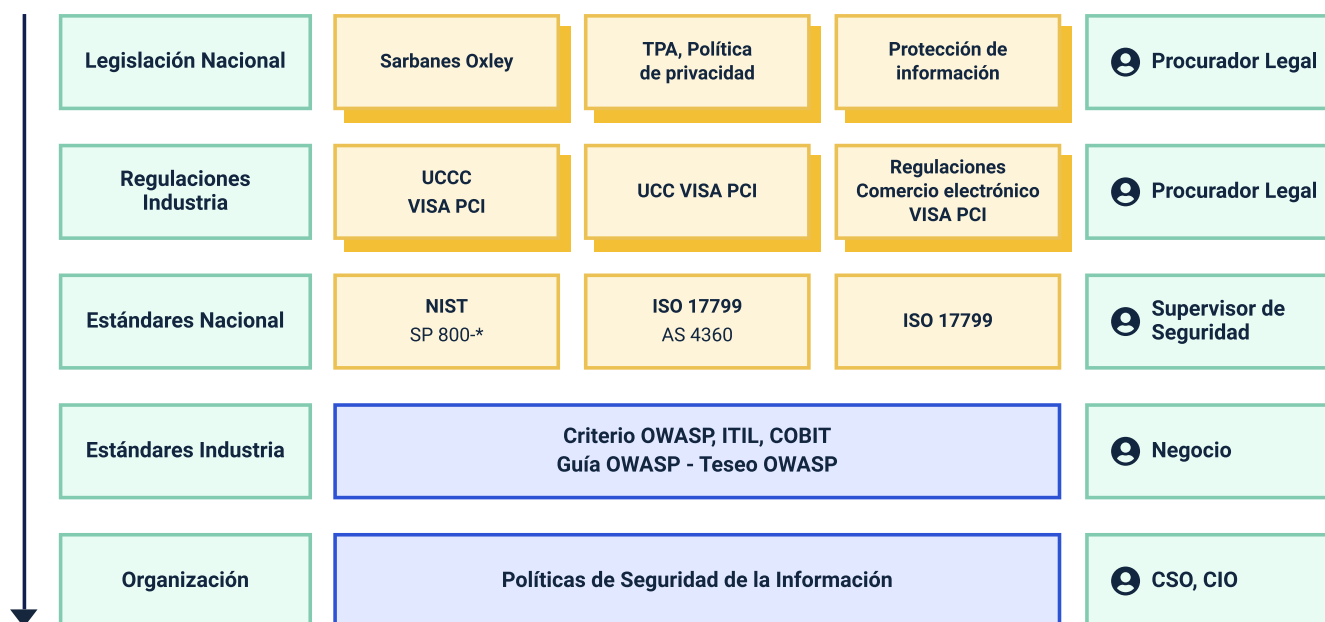 Legislación Nacional
Sarbanes Oxley
TPA, Política
de privacidad
Protección de
información
Procurador Legal
Regulaciones
Industria
UCCC
VISA PCI
UCC VISA PCI
Regulaciones
Comercio electrónico
VISA PCI
Procurador Legal
Estándares Nacional
NIST
SP 800-*
ISO 17799
AS 4360
ISO 17799
Supervisor de
Seguridad
Estándares Industria
Criterio OWASP, ITIL, COBIT
Guía OWASP - Teseo OWASP
Negocio
Organización
Políticas de Seguridad de la Información
CSO, CIO